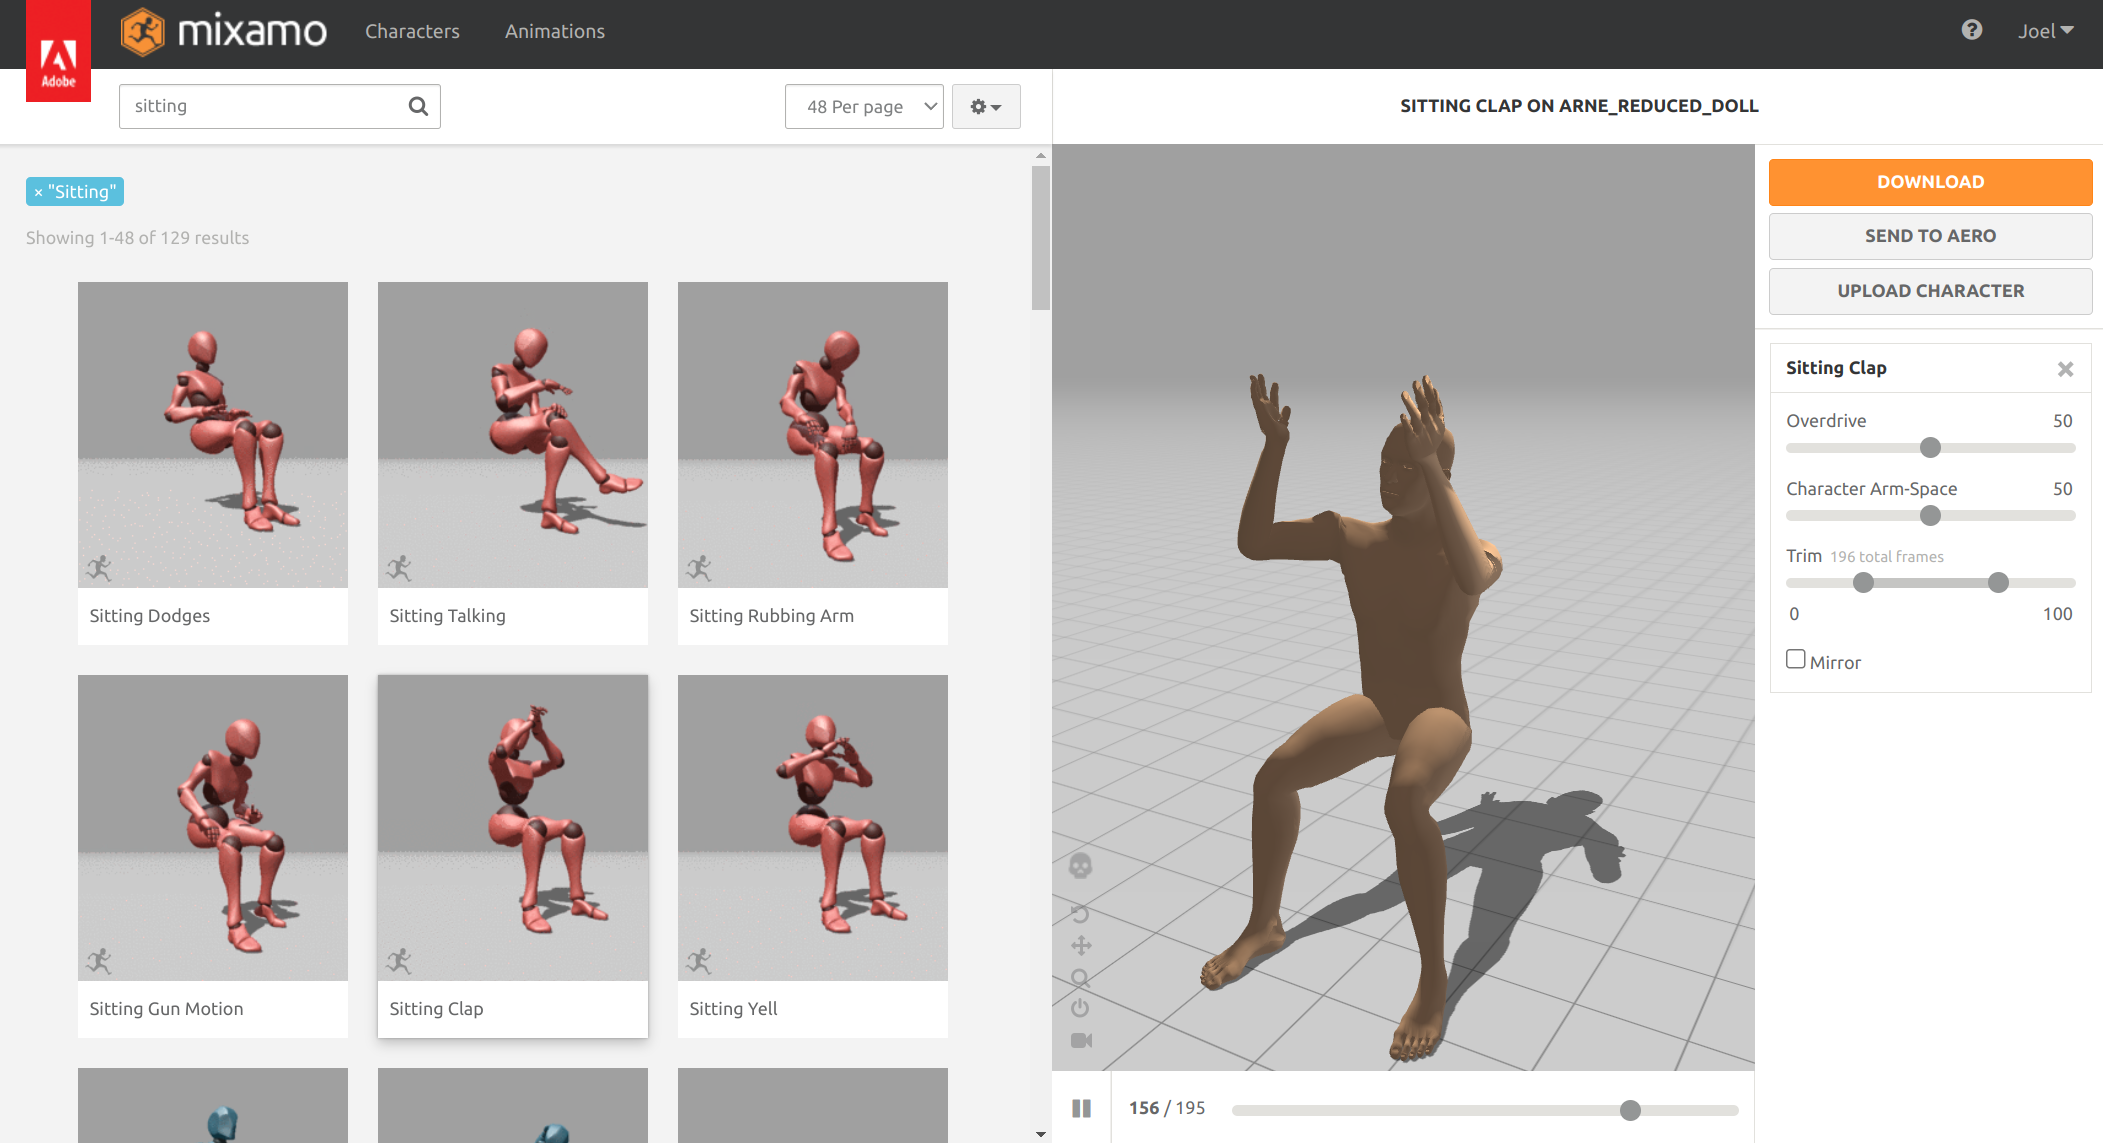 Adobe
mixamo
Characters
Animations
Joel
sitting
48 Per page
SITTING CLAP ON ARNE_REDUCED_DOLL
× "Sitting"
Showing 1-48 of 129 results
Sitting Dodges
Sitting Talking
Sitting Rubbing Arm
Sitting Gun Motion
Sitting Clap
Sitting Yell
156 / 195
DOWNLOAD
SEND TO AERO
UPLOAD CHARACTER
Sitting Clap
Overdrive 50
Character Arm-Space 50
Trim 196 total frames
0 100
Mirror